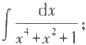 ∫ dx / (x⁴+x²+1) ;